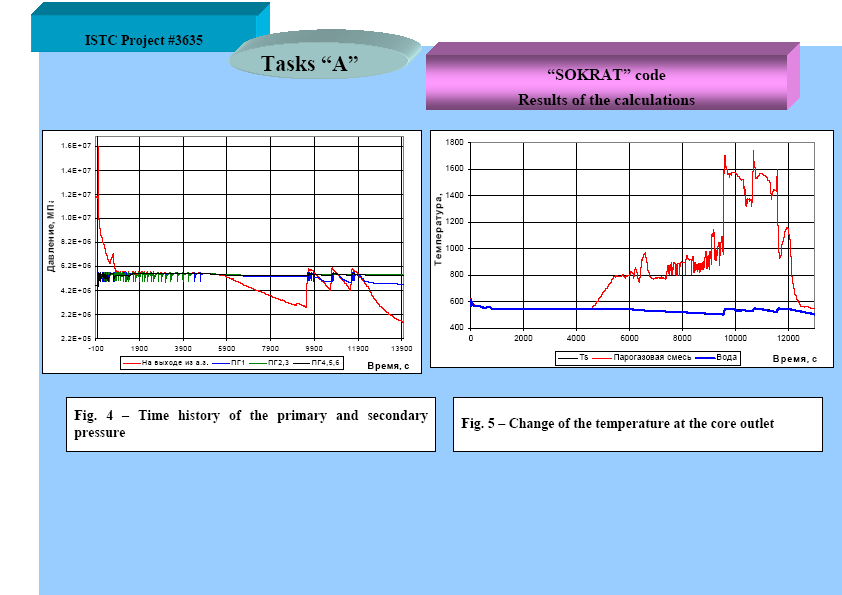 ISTC Project #3635
Tasks “A”
“SOKRAT” code
Results of the calculations
Давление, МПа
1.6E+07
1.4E+07
1.2E+07
1.0E+07
8.2E+06
6.2E+06
4.2E+06
2.2E+06
2.2E+05
-100 1900 3900 5900 7900 9900 11900 13900
На выходе из а.з. ПГ1 ПГ2,3 ПГ4,5,6
Время, с
Температура,
1800
1600
1400
1200
1000
800
600
400
0 2000 4000 6000 8000 10000 12000
Ts Парогазовая смесь Вода
Время, с
Fig. 4 – Time history of the primary and secondary
pressure
Fig. 5 – Change of the temperature at the core outlet